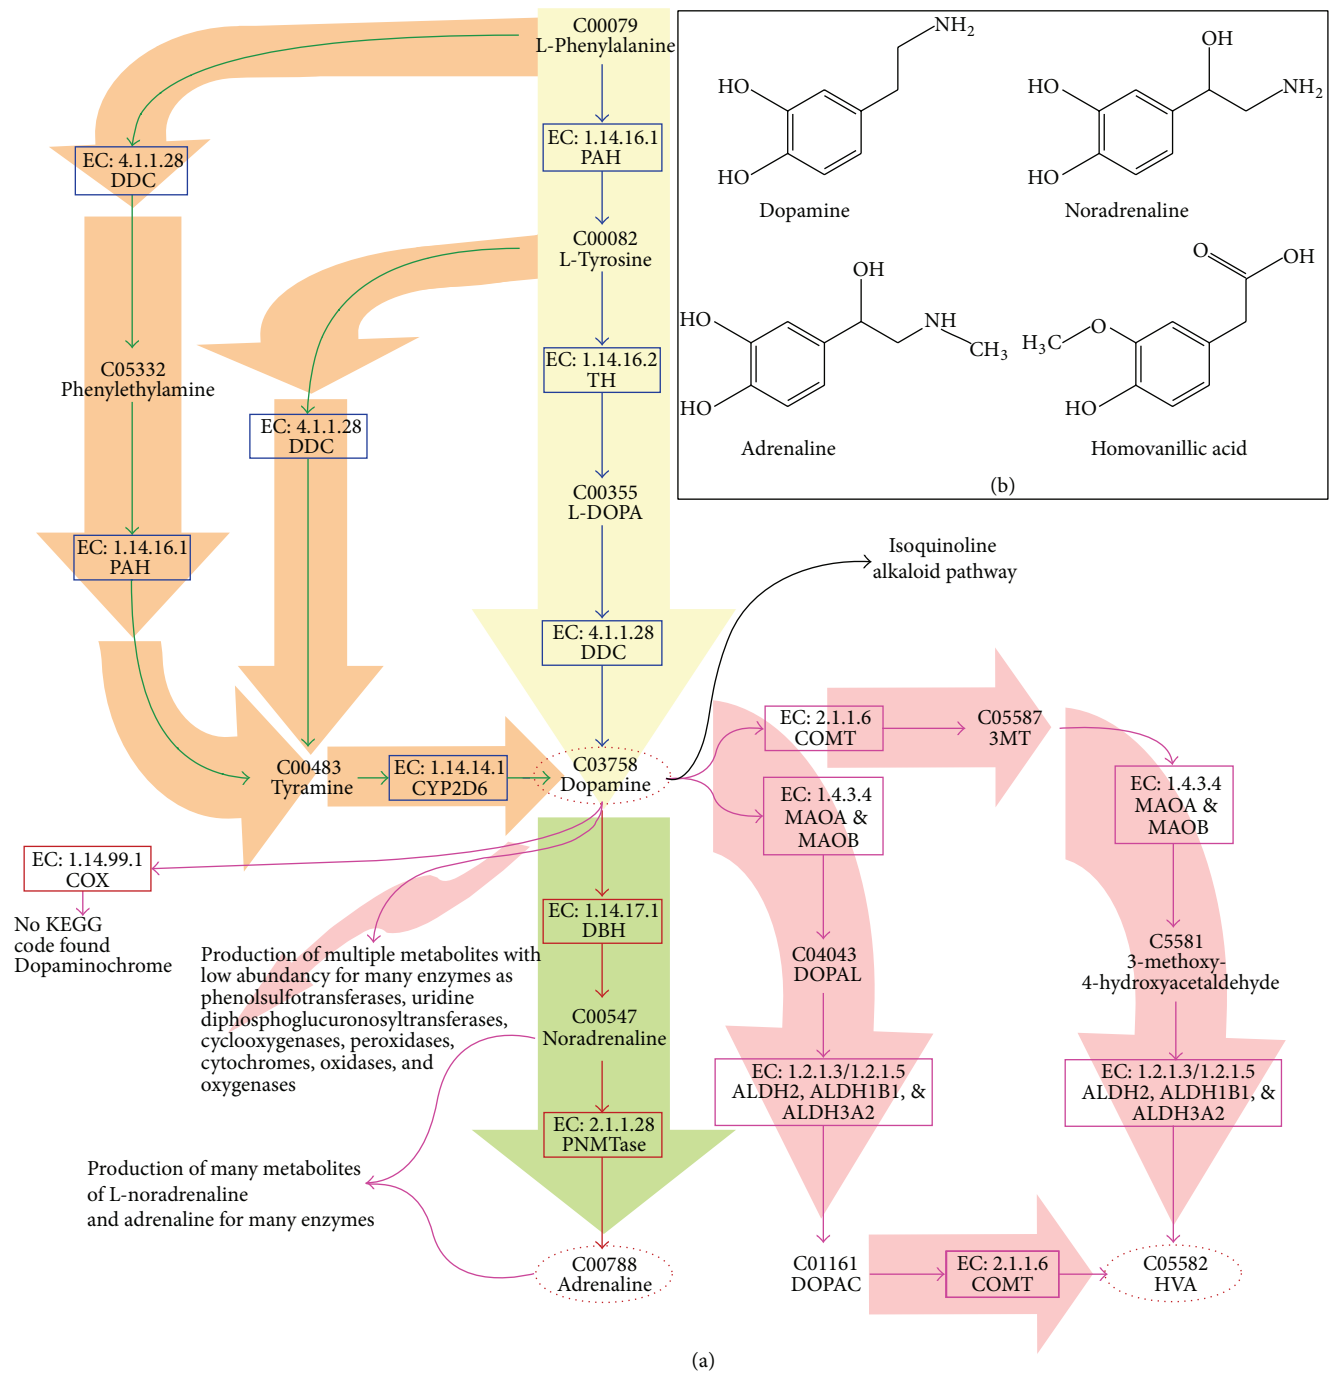 C00079
L-Phenylalanine
EC: 1.14.16.1
PAH
EC: 4.1.1.28
DDC
C00082
L-Tyrosine
C05332
Phenylethylamine
EC: 1.14.16.2
TH
EC: 4.1.1.28
DDC
C00355
L-DOPA
EC: 1.14.16.1
PAH
EC: 4.1.1.28
DDC
C00483
Tyramine
EC: 1.14.14.1
CYP2D6
C03758
Dopamine
Isoquinoline
alkaloid pathway
EC: 2.1.1.6
COMT
C05587
3MT
EC: 1.4.3.4
MAOA &
MAOB
EC: 1.4.3.4
MAOA &
MAOB
EC: 1.14.99.1
COX
No KEGG
code found
Dopaminochrome
Production of multiple metabolites with
low abundancy for many enzymes as
phenolsulfotransferases, uridine
diphosphoglucuronosyltransferases,
cyclooxygenases, peroxidases,
cytochromes, oxidases, and
oxygenases
EC: 1.14.17.1
DBH
C00547
Noradrenaline
EC: 2.1.1.28
PNMTase
C00788
Adrenaline
Production of many metabolites
of L-noradrenaline
and adrenaline for many enzymes
C04043
DOPAL
EC: 1.2.1.3/1.2.1.5
ALDH2, ALDH1B1, &
ALDH3A2
C01161
DOPAC
EC: 2.1.1.6
COMT
C5581
3-methoxy-
4-hydroxyacetaldehyde
EC: 1.2.1.3/1.2.1.5
ALDH2, ALDH1B1, &
ALDH3A2
C05582
HVA
(a)
NH2
HO
HO
Dopamine
OH
HO
NH2
HO
Noradrenaline
OH
HO
NH
CH3
HO
Adrenaline
O
OH
H3C
O
HO
Homovanillic acid
(b)